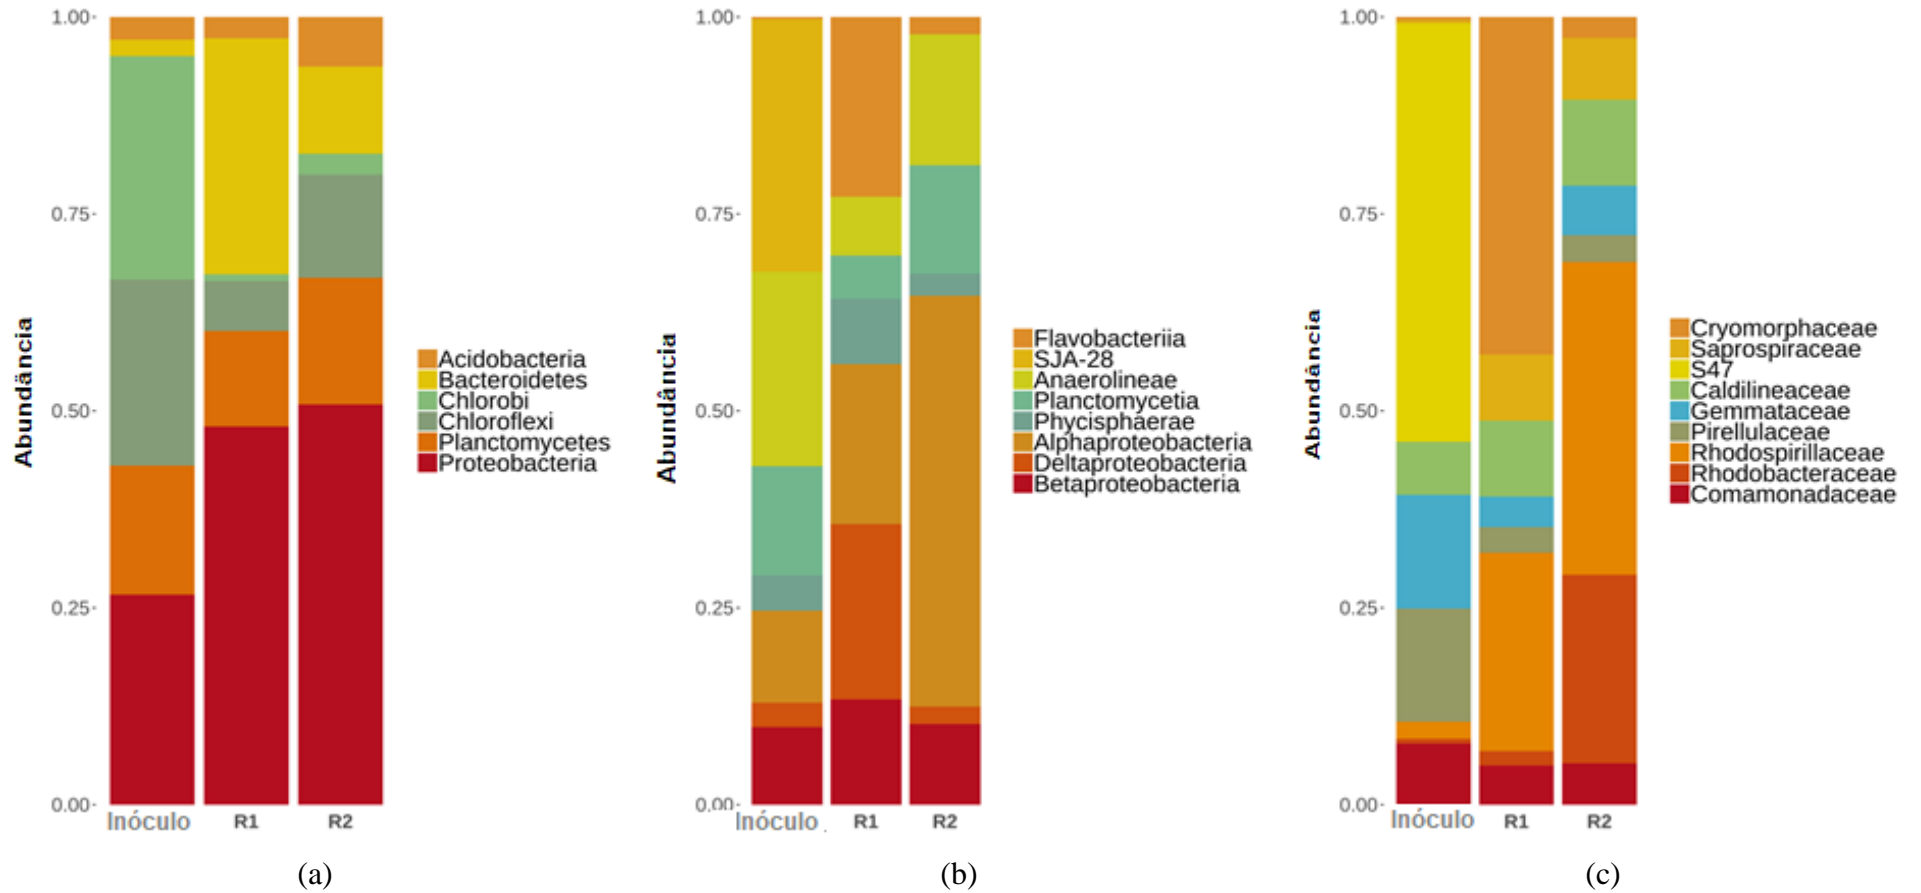 1.00-
0.75-
0.50-
0.25-
0.00-
Abundância
Inóculo
R1
R2
Acidobacteria
Bacteroidetes
Chlorobi
Chloroflexi
Planctomycetes
Proteobacteria
(a)
1.00-
0.75-
0.50-
0.25-
0.00-
Abundância
Inóculo
R1
R2
Flavobacteriia
SJA-28
Anaerolineae
Planctomycetia
Phycisphaerae
Alphaproteobacteria
Deltaproteobacteria
Betaproteobacteria
(b)
1.00-
0.75-
0.50-
0.25-
0.00-
Abundância
Inóculo
R1
R2
Cryomorphaceae
Saprospiraceae
S47
Caldilineaceae
Gemmataceae
Pirellulaceae
Rhodospirillaceae
Rhodobacteraceae
Comamonadaceae
(c)